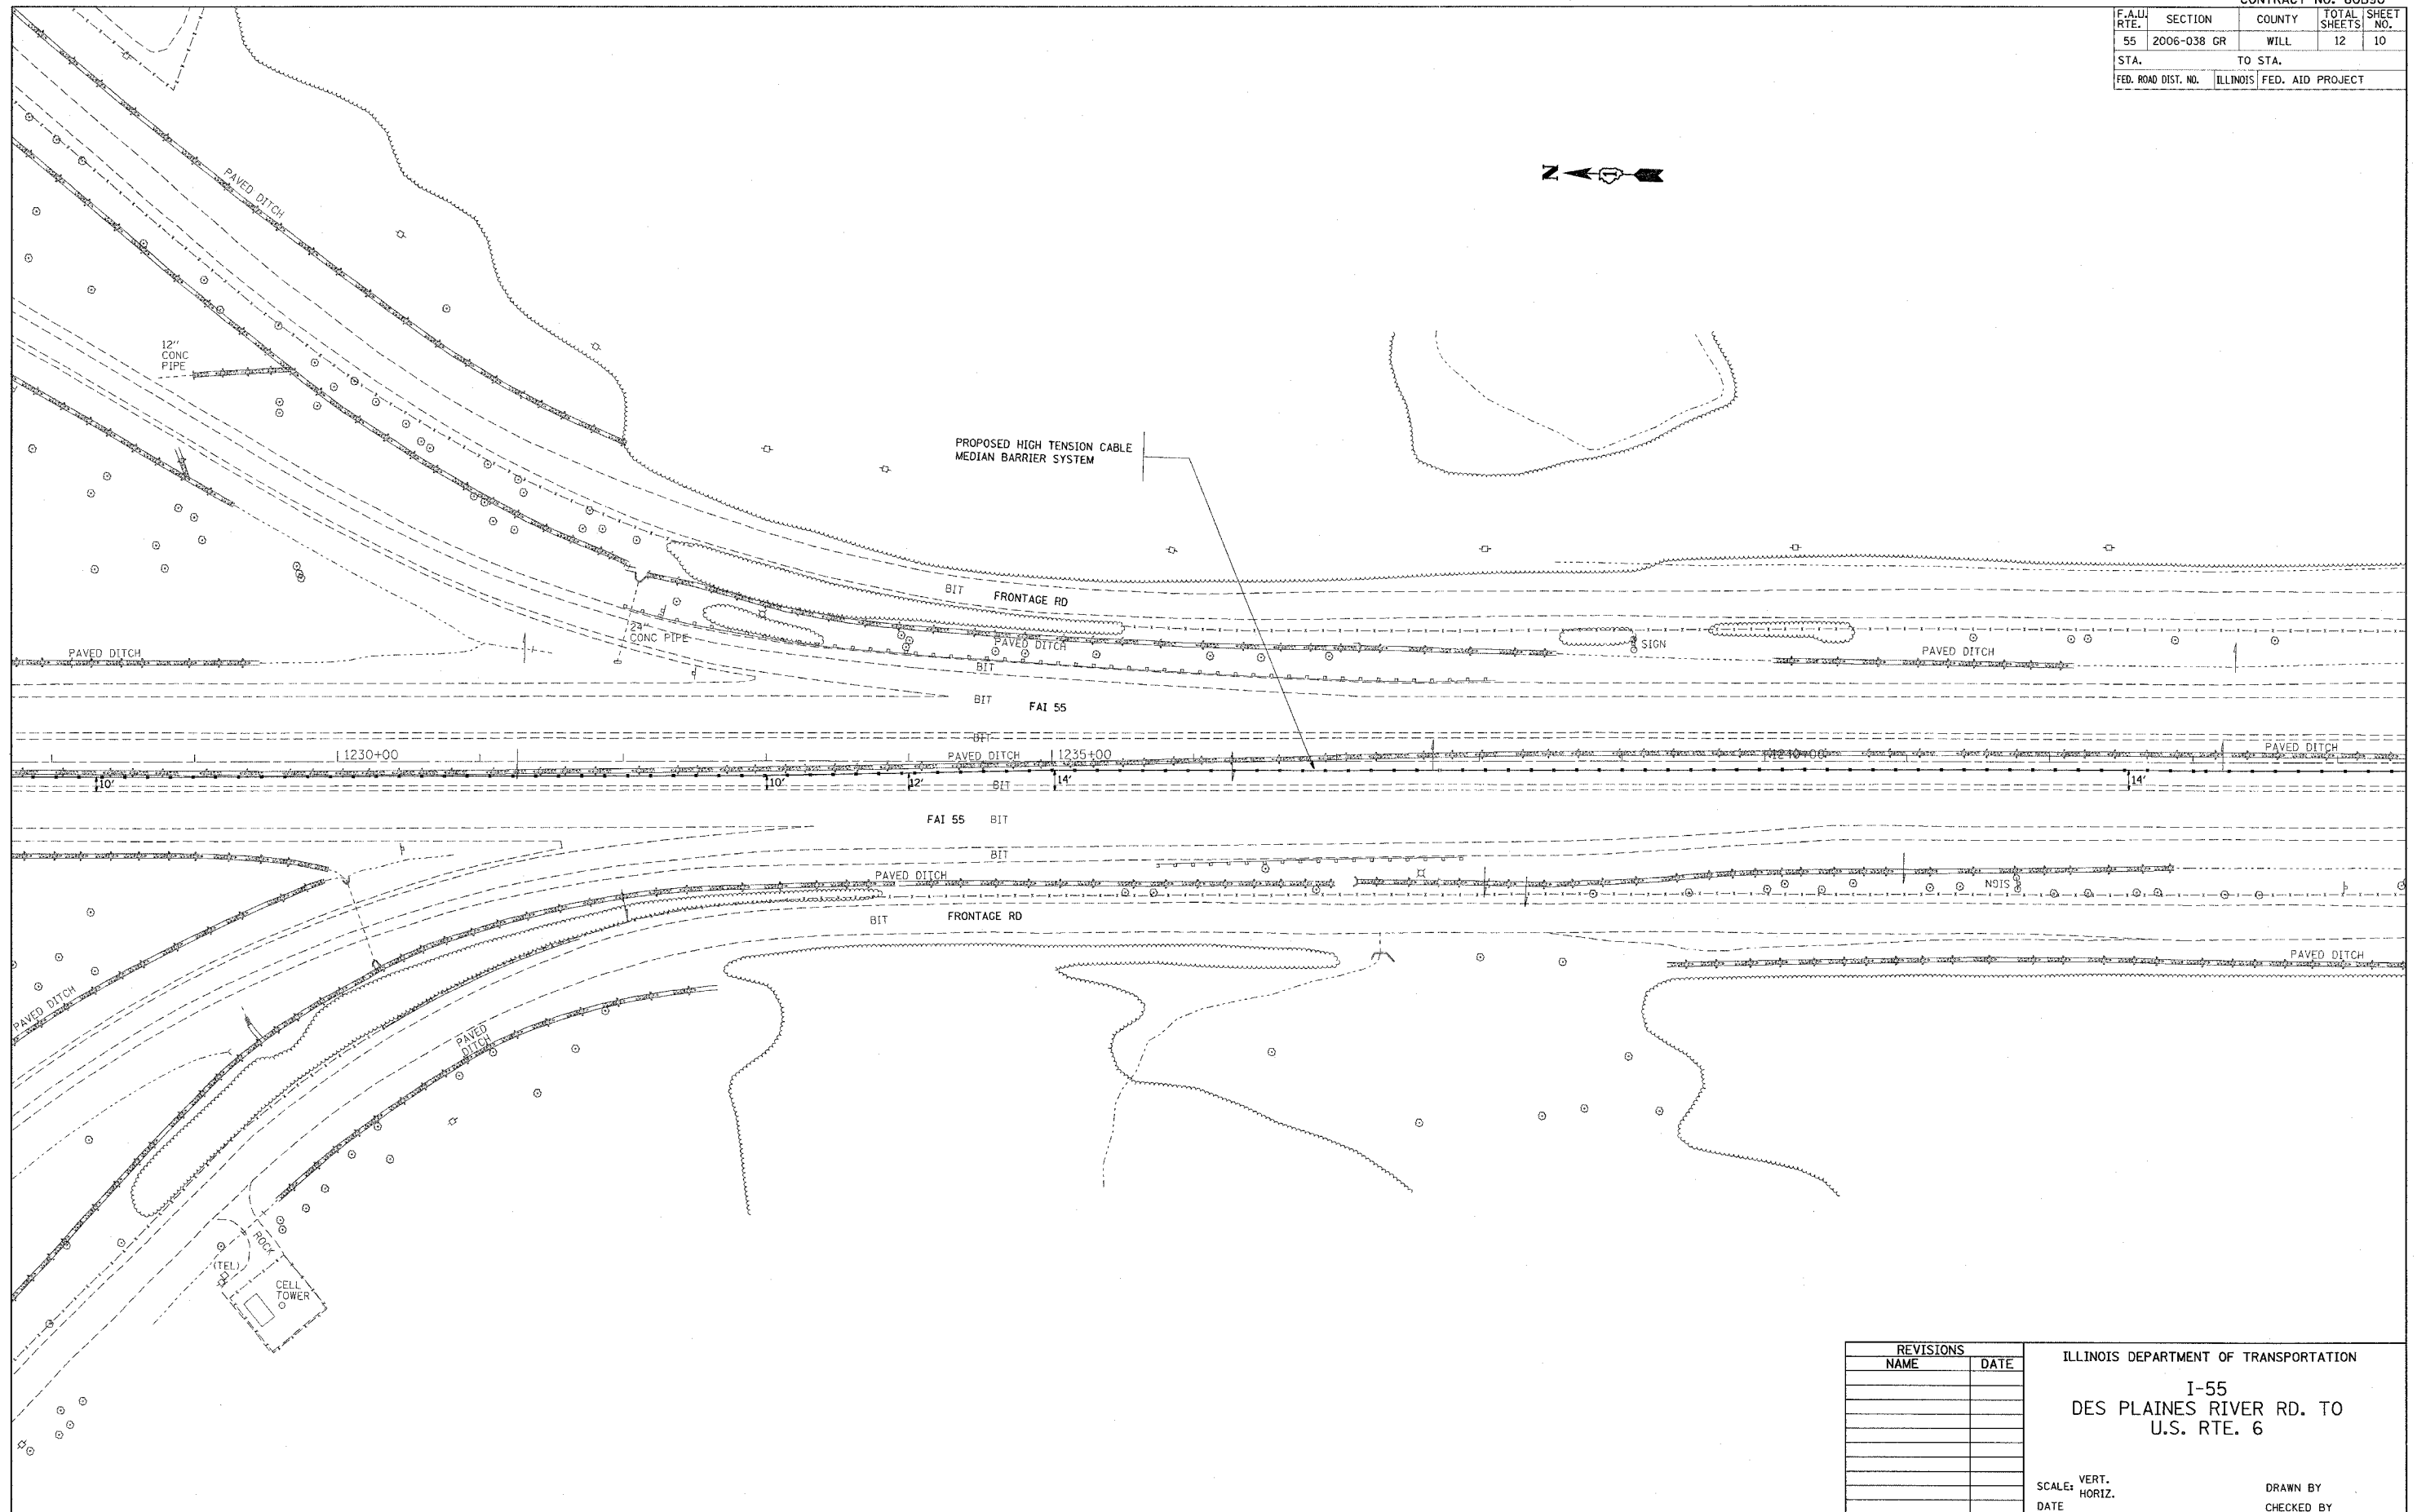 F.A.U. RTE. SECTION COUNTY TOTAL SHEETS SHEET NO.
55 2006-038 GR WILL 12 10
STA. TO STA.
FED. ROAD DIST. NO. ILLINOIS FED. AID PROJECT
N
PAVED DITCH
12" CONC PIPE
PROPOSED HIGH TENSION CABLE
MEDIAN BARRIER SYSTEM
BIT FRONTAGE RD
24" CONC PIPE
PAVED DITCH
PAVED DITCH
SIGN
PAVED DITCH
BIT
BIT FAI 55
BIT
1230+00
PAVED DITCH
1235+00
1240+00
PAVED DITCH
10'
10'
12'
14'
14'
BIT
FAI 55 BIT
BIT
PAVED DITCH
SIGN
BIT FRONTAGE RD
PAVED DITCH
PAVED DITCH
PAVED DITCH
ROCK
(TEL)
CELL TOWER
REVISIONS
NAME DATE
ILLINOIS DEPARTMENT OF TRANSPORTATION
I-55
DES PLAINES RIVER RD. TO
U.S. RTE. 6
SCALE: VERT.
HORIZ.
DRAWN BY
DATE
CHECKED BY